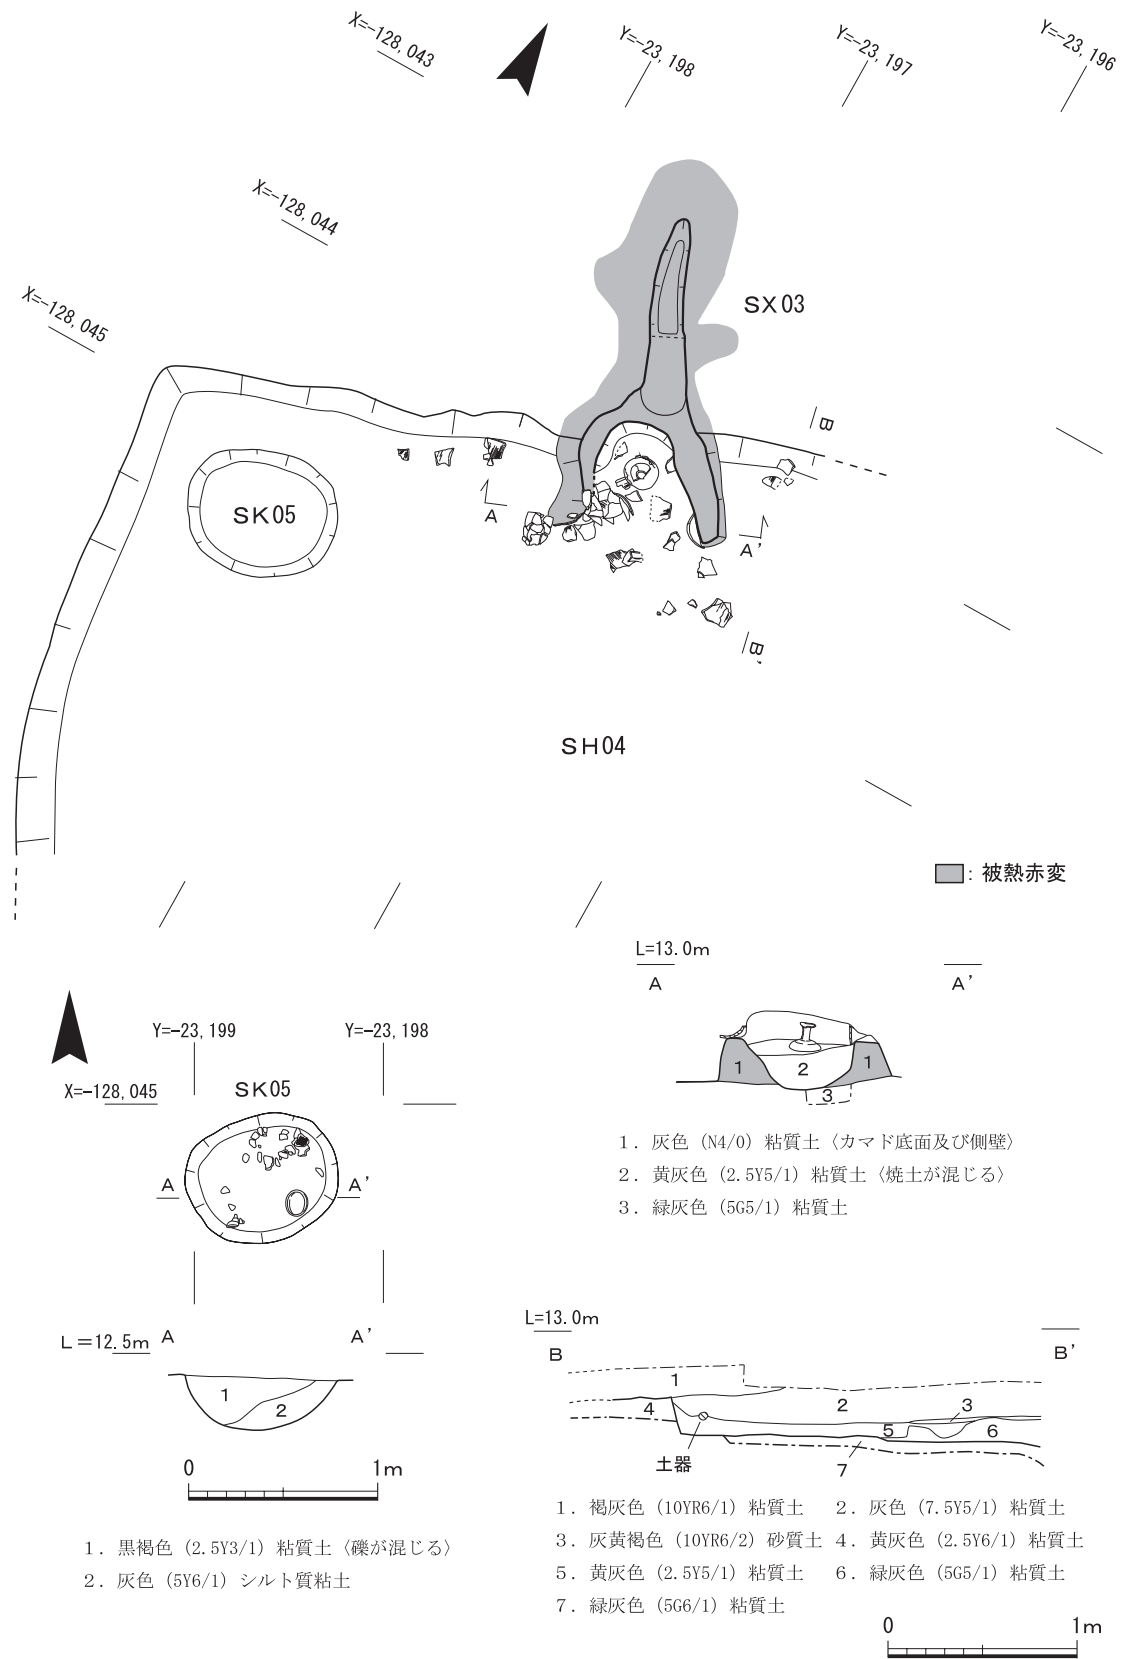 X=-128,043
Y=-23,198
Y=-23,197
Y=-23,196
X=-128,044
X=-128,045
SX03
B
SK05
A
A'
B'
SH04
：被熱赤変
L=13.0m
A
A'
1
2
1
3
1．灰色（N4/0）粘質土〈カマド底面及び側壁〉
2．黄灰色（2.5Y5/1）粘質土〈焼土が混じる〉
3．緑灰色（5G5/1）粘質土
Y=-23,199
Y=-23,198
X=-128,045
SK05
A
A'
L=12.5m
A
A'
1
2
0
1m
1．黒褐色（2.5Y3/1）粘質土〈礫が混じる〉
2．灰色（5Y6/1）シルト質粘土
L=13.0m
B
B'
1
2
3
4
5
6
土器
7
1．褐灰色（10YR6/1）粘質土
2．灰色（7.5Y5/1）粘質土
3．灰黄褐色（10YR6/2）砂質土
4．黄灰色（2.5Y6/1）粘質土
5．黄灰色（2.5Y5/1）粘質土
6．緑灰色（5G5/1）粘質土
7．緑灰色（5G6/1）粘質土
0
1m